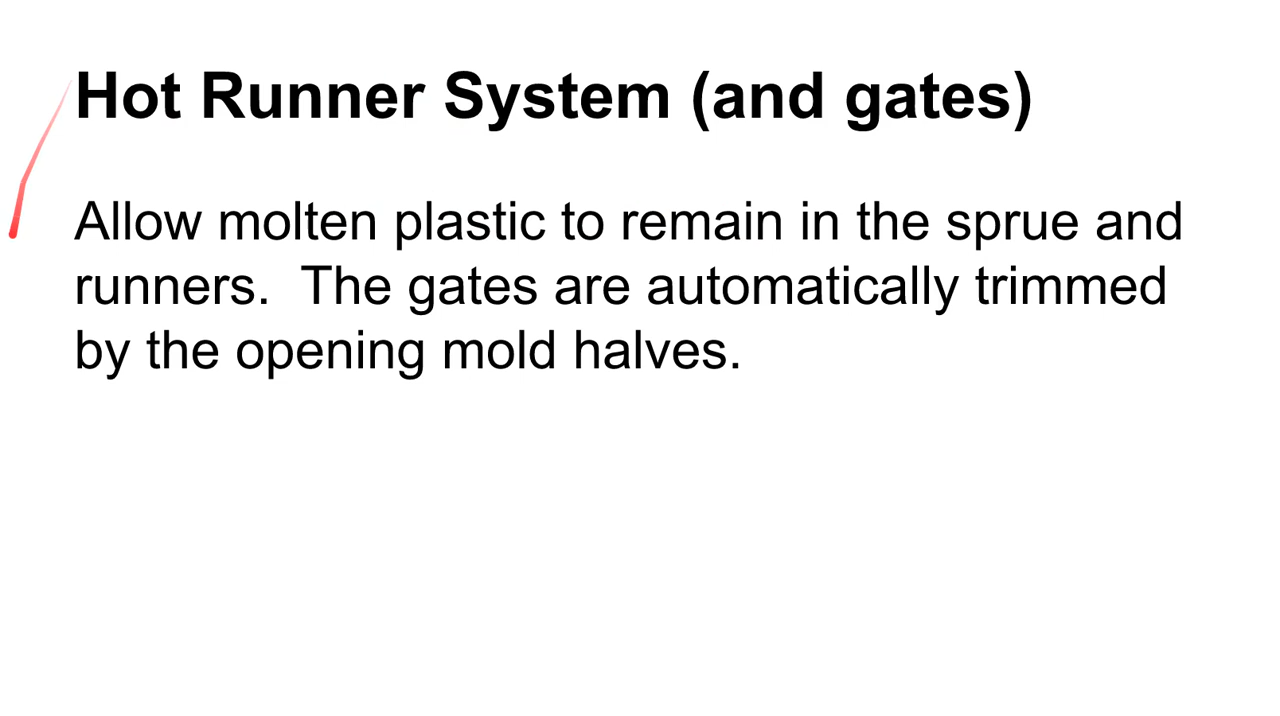 Hot Runner System (and gates)
Allow molten plastic to remain in the sprue and
runners.  The gates are automatically trimmed
by the opening mold halves.